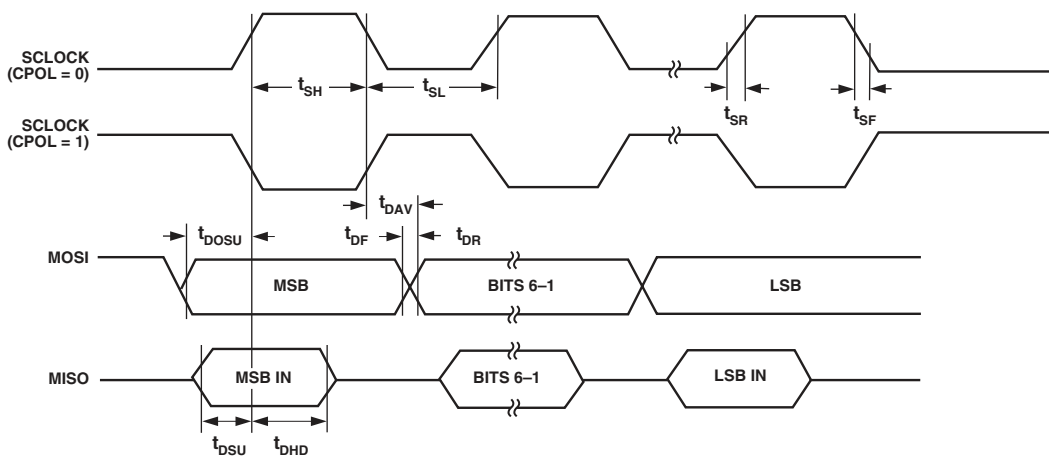 SCLOCK
(CPOL = 0)
tSH
tSL
tSR
tSF
SCLOCK
(CPOL = 1)
tDAV
tDOSU
tDF
tDR
MOSI
MSB
BITS 6–1
LSB
MISO
MSB IN
BITS 6–1
LSB IN
tDSU
tDHD